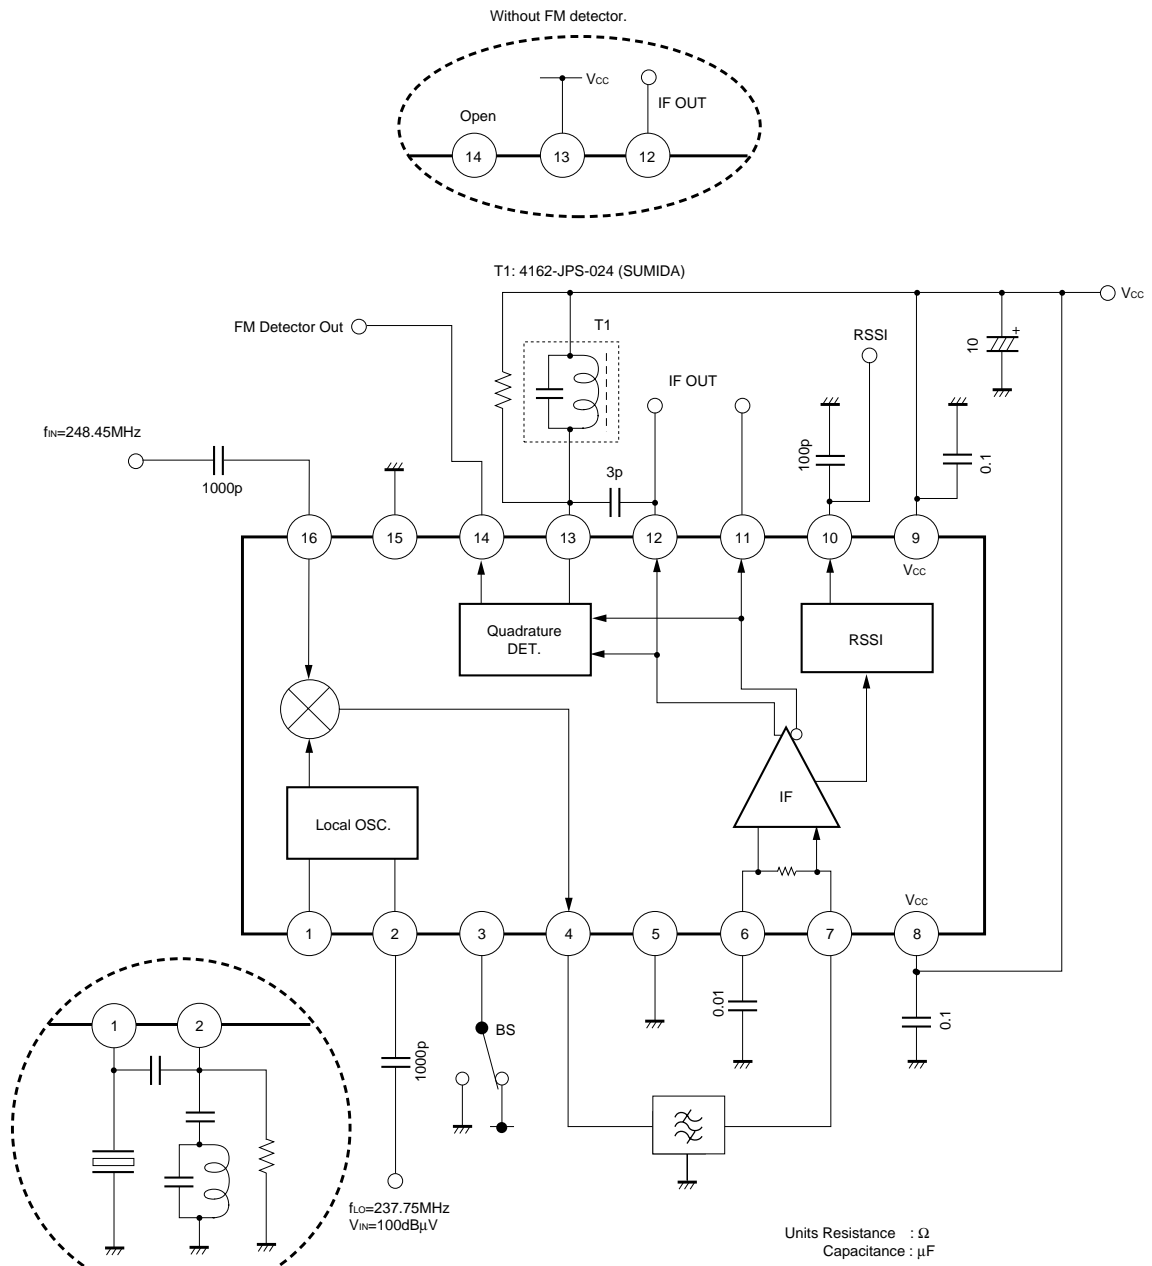 Without FM detector.
VCC
IF OUT
Open
14
13
12
T1: 4162-JPS-024 (SUMIDA)
VCC
FM Detector Out
T1
RSSI
10
+
IF OUT
fIN=248.45MHz
1000p
3p
100p
0.1
16
15
14
13
12
11
10
9
VCC
Quadrature
DET.
RSSI
IF
Local OSC.
VCC
1
2
3
4
5
6
7
8
1
2
1000p
BS
0.01
0.1
fLO=237.75MHz
VIN=100dBμV
Units Resistance : Ω
Capacitance : μF